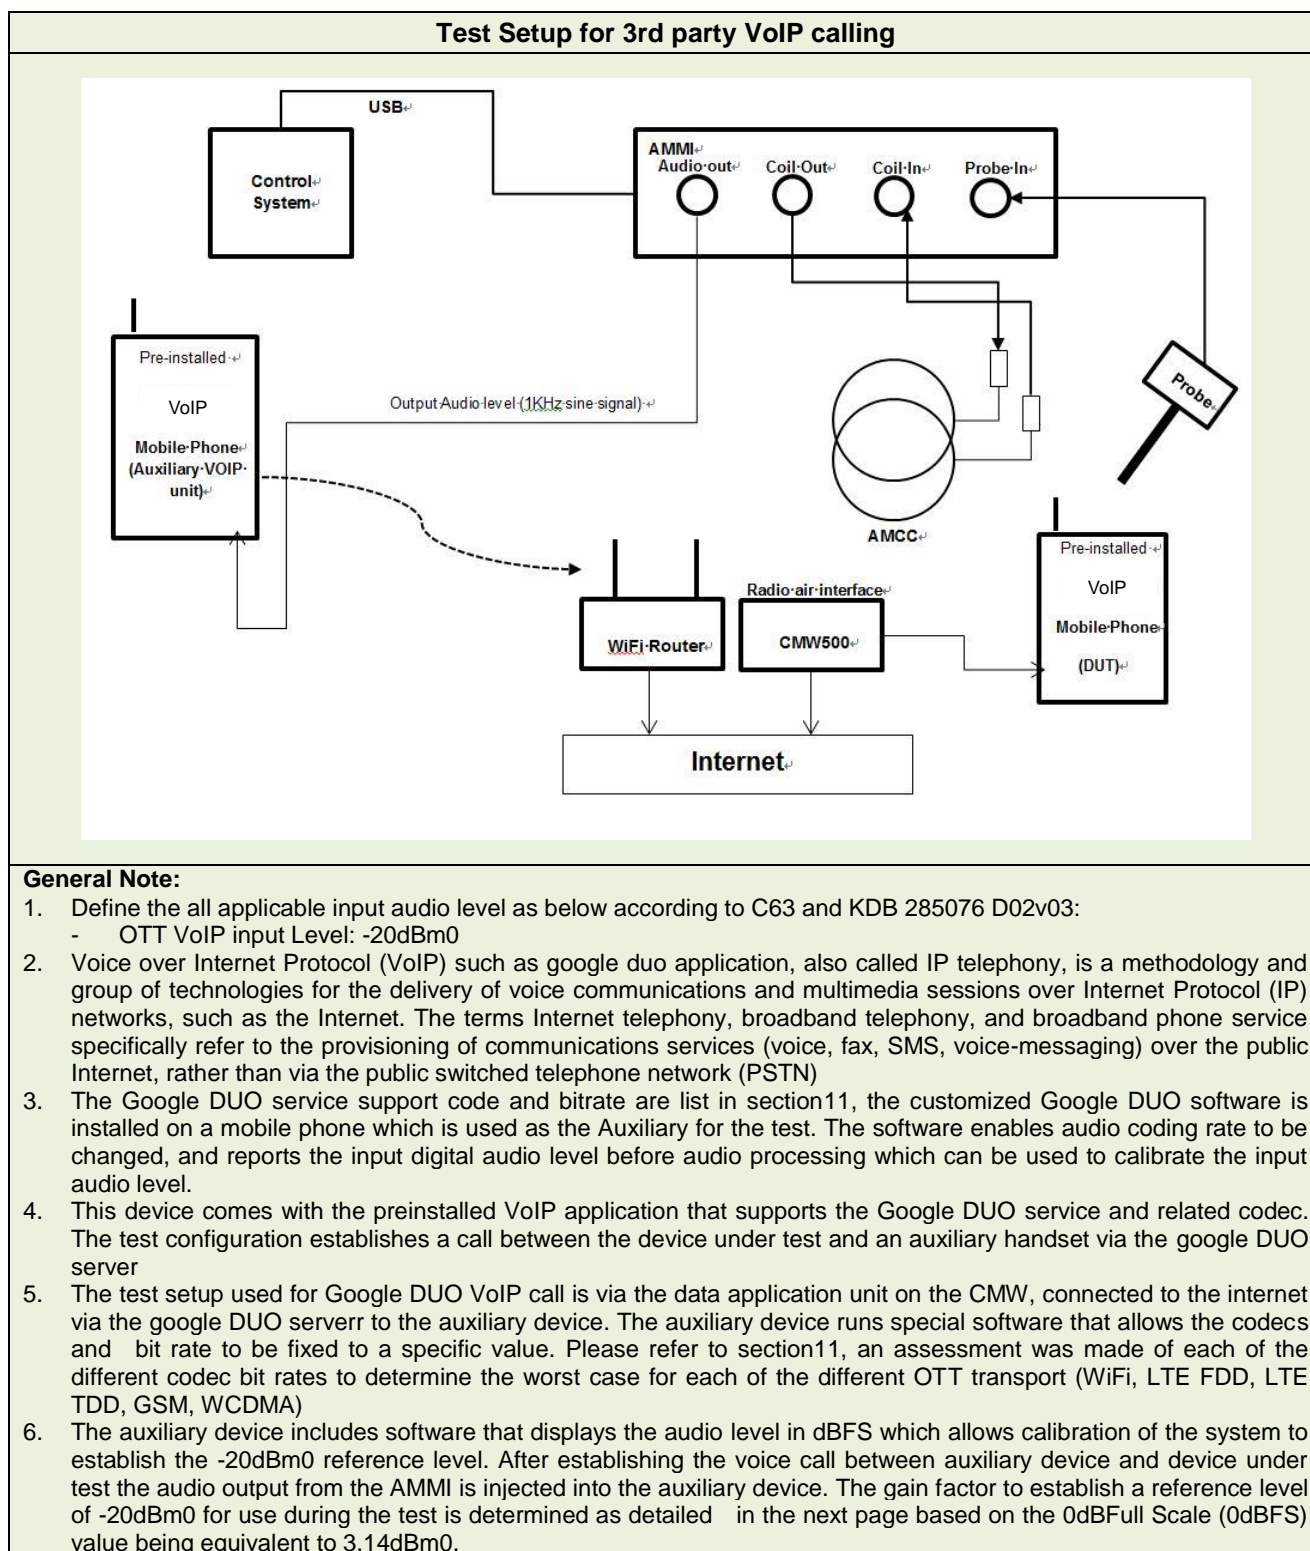 Test Setup for 3rd party VoIP calling
USB
Control
System
AMMI
Audio·out
Coil·Out
Coil·In
Probe·In
Pre-installed·
VoIP
Mobile·Phone
(Auxiliary·VOIP·
unit)
Output·Audio·level·(1KHz·sine·signal)·
Probe
AMCC
Radio·air·interface
WiFi·Router
CMW500
Pre-installed·
VoIP
Mobile·Phone
(DUT)
Internet
General Note:
1. Define the all applicable input audio level as below according to C63 and KDB 285076 D02v03:
- OTT VoIP input Level: -20dBm0
2. Voice over Internet Protocol (VoIP) such as google duo application, also called IP telephony, is a methodology and
group of technologies for the delivery of voice communications and multimedia sessions over Internet Protocol (IP)
networks, such as the Internet. The terms Internet telephony, broadband telephony, and broadband phone service
specifically refer to the provisioning of communications services (voice, fax, SMS, voice-messaging) over the public
Internet, rather than via the public switched telephone network (PSTN)
3. The Google DUO service support code and bitrate are list in section11, the customized Google DUO software is
installed on a mobile phone which is used as the Auxiliary for the test. The software enables audio coding rate to be
changed, and reports the input digital audio level before audio processing which can be used to calibrate the input
audio level.
4. This device comes with the preinstalled VoIP application that supports the Google DUO service and related codec.
The test configuration establishes a call between the device under test and an auxiliary handset via the google DUO
server
5. The test setup used for Google DUO VoIP call is via the data application unit on the CMW, connected to the internet
via the google DUO serverr to the auxiliary device. The auxiliary device runs special software that allows the codecs
and bit rate to be fixed to a specific value. Please refer to section11, an assessment was made of each of the
different codec bit rates to determine the worst case for each of the different OTT transport (WiFi, LTE FDD, LTE
TDD, GSM, WCDMA)
6. The auxiliary device includes software that displays the audio level in dBFS which allows calibration of the system to
establish the -20dBm0 reference level. After establishing the voice call between auxiliary device and device under
test the audio output from the AMMI is injected into the auxiliary device. The gain factor to establish a reference level
of -20dBm0 for use during the test is determined as detailed in the next page based on the 0dBFull Scale (0dBFS)
value being equivalent to 3.14dBm0.